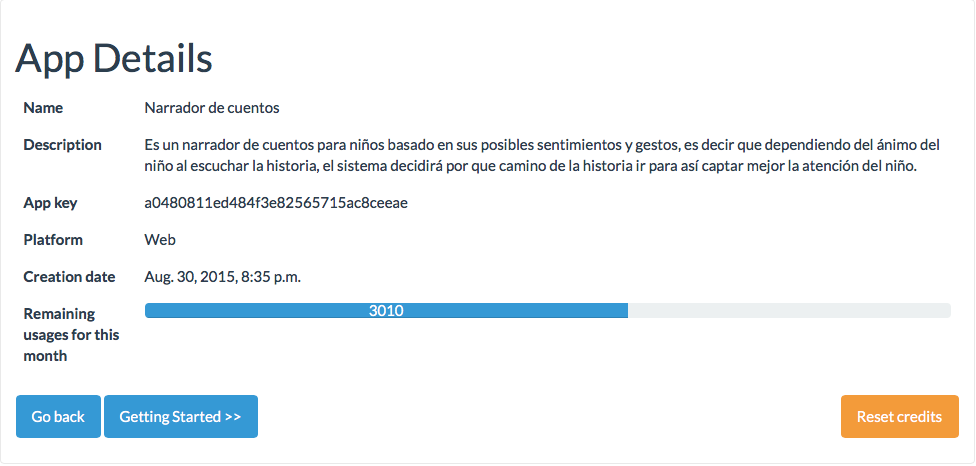 App Details
Name Narrador de cuentos
Description Es un narrador de cuentos para niños basado en sus posibles sentimientos y gestos, es decir que dependiendo del ánimo del
niño al escuchar la historia, el sistema decidirá por que camino de la historia ir para así captar mejor la atención del niño.
App key a0480811ed484f3e82565715ac8ceeae
Platform Web
Creation date Aug. 30, 2015, 8:35 p.m.
Remaining 3010
usages for this
month
Go back Getting Started >> Reset credits